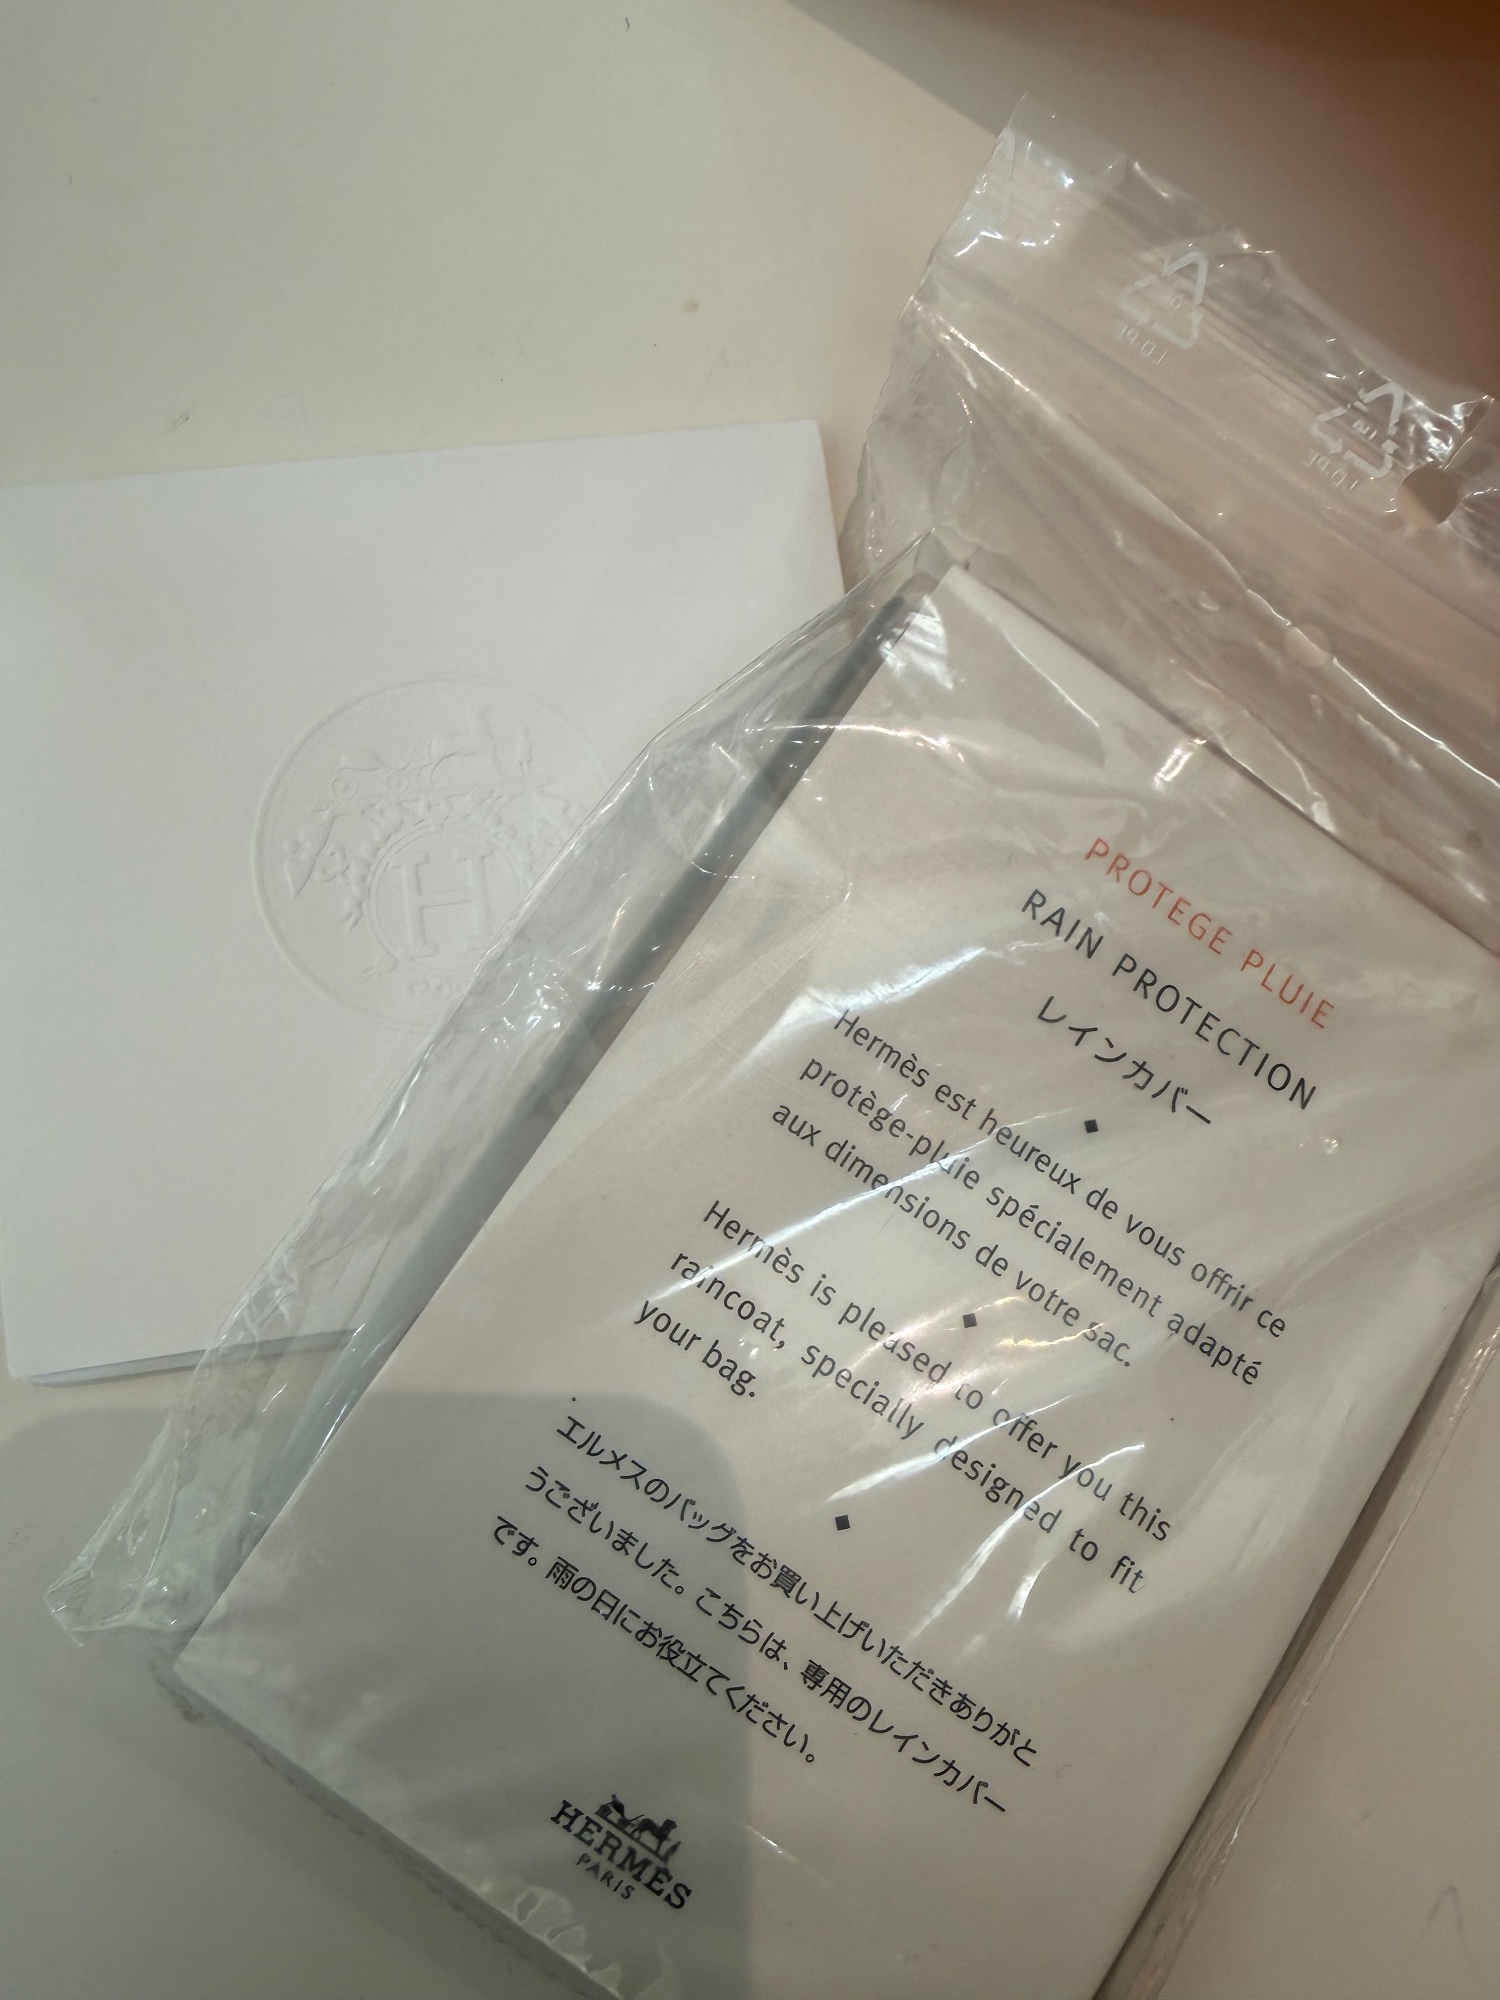 LD-PE
LD-PE
H
PROTEGE PLUIE
RAIN PROTECTION
レインカバー
Hermès est heureux de vous offrir ce
protège-pluie spécialement adapté
aux dimensions de votre sac.
Hermès is pleased to offer you this
raincoat, specially designed to fit
your bag.
エルメスのバッグをお買い上げいただきありがと
うございました。こちらは、専用のレインカバー
です。雨の日にお役立てください。
HERMÈS
PARIS